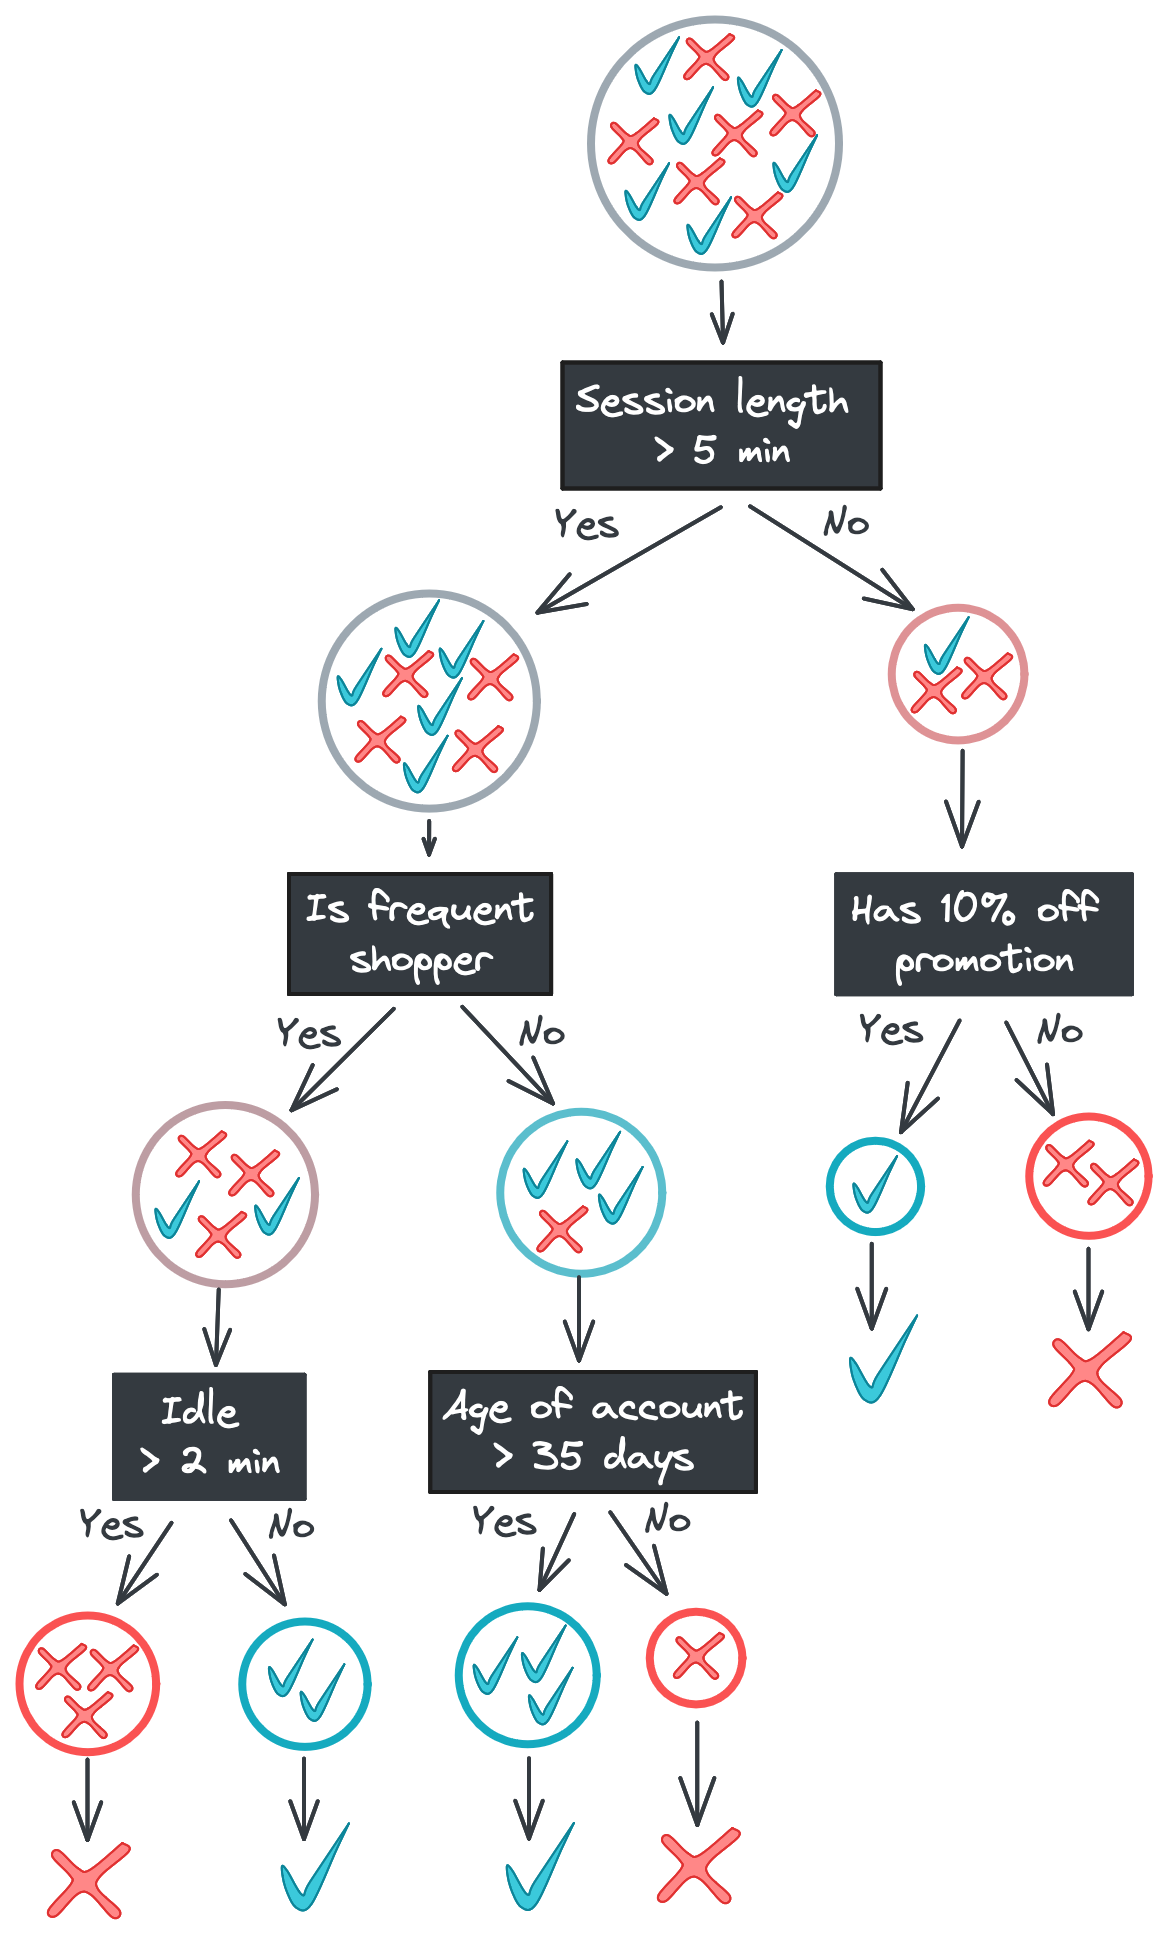 Session length
> 5 min
Yes
No
Is frequent
shopper
Has 10% off
promotion
Yes
No
Yes
No
Idle
> 2 min
Age of account
> 35 days
Yes
No
Yes
No